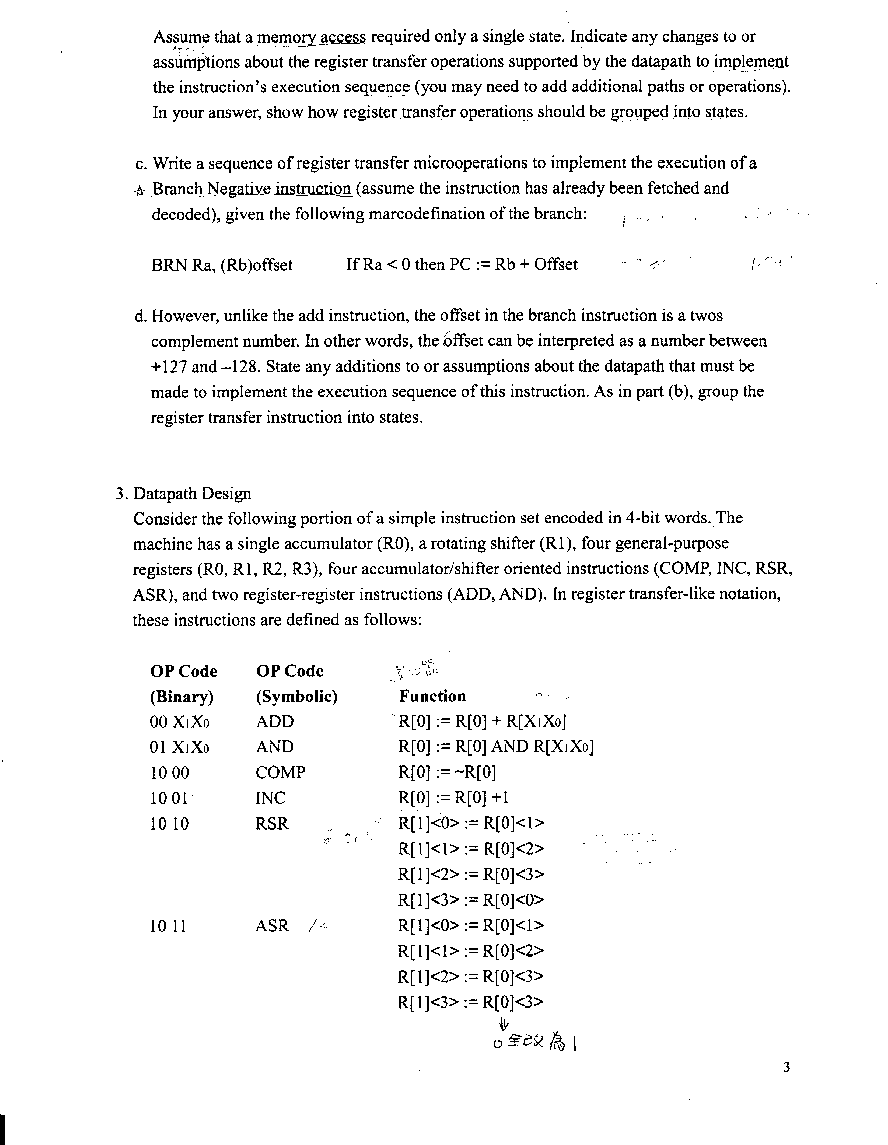 Assume that a memory access required only a single state. Indicate any changes to or
assumptions about the register transfer operations supported by the datapath to implement
the instruction's execution sequence (you may need to add additional paths or operations).
In your answer, show how register transfer operations should be grouped into states.
c. Write a sequence of register transfer microoperations to implement the execution of a
Branch Negative instruction (assume the instruction has already been fetched and
decoded), given the following marcodefination of the branch:
BRN Ra, (Rb)offset If Ra < 0 then PC := Rb + Offset
d. However, unlike the add instruction, the offset in the branch instruction is a twos
complement number. In other words, the offset can be interpreted as a number between
+127 and –128. State any additions to or assumptions about the datapath that must be
made to implement the execution sequence of this instruction. As in part (b), group the
register transfer instruction into states.
3. Datapath Design
Consider the following portion of a simple instruction set encoded in 4-bit words. The
machine has a single accumulator (R0), a rotating shifter (R1), four general-purpose
registers (R0, R1, R2, R3), four accumulator/shifter oriented instructions (COMP, INC, RSR,
ASR), and two register-register instructions (ADD, AND). In register transfer-like notation,
these instructions are defined as follows:
OP Code OP Code
(Binary) (Symbolic) Function
00 X1X0 ADD R[0] := R[0] + R[X1X0]
01 X1X0 AND R[0] := R[0] AND R[X1X0]
10 00 COMP R[0] := ~R[0]
10 01 INC R[0] := R[0] +1
10 10 RSR R[1]<0> := R[0]<1>
R[1]<1> := R[0]<2>
R[1]<2> := R[0]<3>
R[1]<3> := R[0]<0>
10 11 ASR R[1]<0> := R[0]<1>
R[1]<1> := R[0]<2>
R[1]<2> := R[0]<3>
R[1]<3> := R[0]<3>
為 1
3